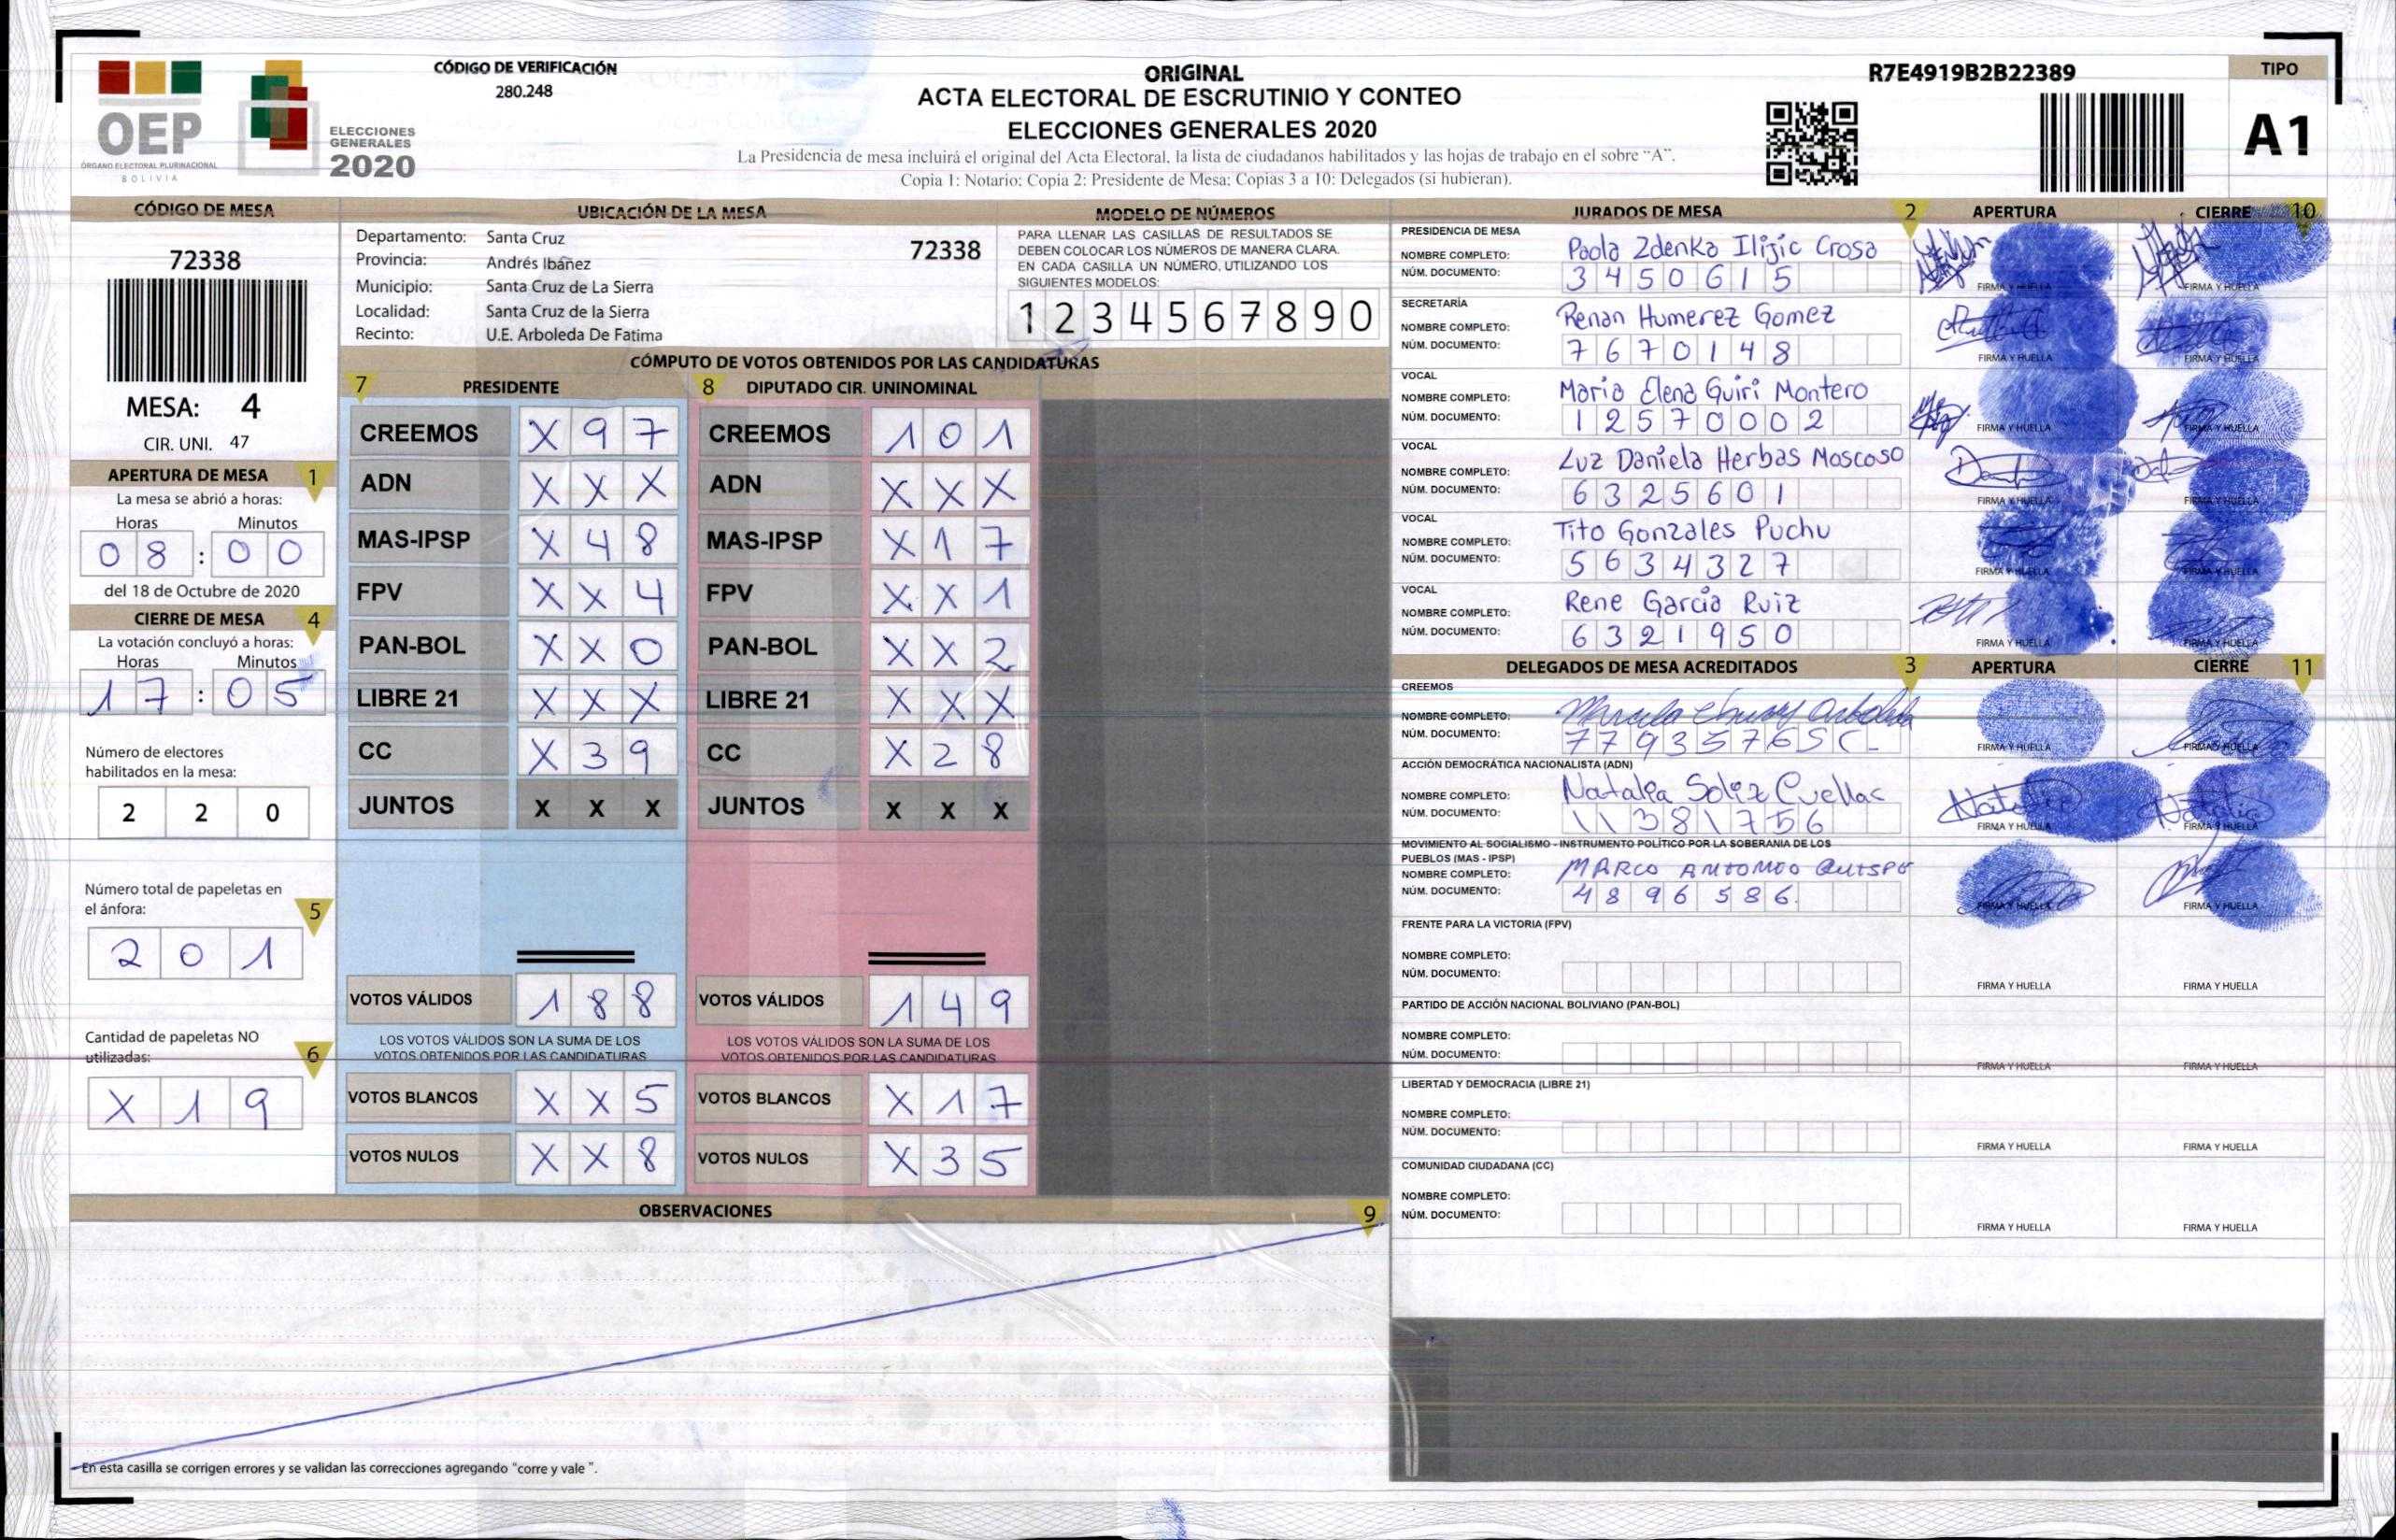 OEP
ÓRGANO ELECTORAL PLURINACIONAL
BOLIVIA
ELECCIONES
GENERALES
2020
CÓDIGO DE VERIFICACIÓN
280.248
ORIGINAL
ACTA ELECTORAL DE ESCRUTINIO Y CONTEO
ELECCIONES GENERALES 2020
La Presidencia de mesa incluirá el original del Acta Electoral, la lista de ciudadanos habilitados y las hojas de trabajo en el sobre “A”.
Copia 1: Notario; Copia 2: Presidente de Mesa; Copias 3 a 10: Delegados (si hubieran).
R7E4919B2B22389
TIPO
A1
CÓDIGO DE MESA
72338
MESA: 4
CIR. UNI. 47
APERTURA DE MESA 1
La mesa se abrió a horas:
Horas Minutos
08:00
del 18 de Octubre de 2020
CIERRE DE MESA 4
La votación concluyó a horas:
Horas Minutos
17:05
Número de electores
habilitados en la mesa:
2 2 0
Número total de papeletas en
el ánfora: 5
2 0 1
Cantidad de papeletas NO
utilizadas: 6
X 1 9
UBICACIÓN DE LA MESA
Departamento: Santa Cruz 72338
Provincia: Andrés Ibáñez
Municipio: Santa Cruz de La Sierra
Localidad: Santa Cruz de la Sierra
Recinto: U.E. Arboleda De Fatima
MODELO DE NÚMEROS
PARA LLENAR LAS CASILLAS DE RESULTADOS SE
DEBEN COLOCAR LOS NÚMEROS DE MANERA CLARA.
EN CADA CASILLA UN NÚMERO, UTILIZANDO LOS
SIGUIENTES MODELOS:
1 2 3 4 5 6 7 8 9 0
CÓMPUTO DE VOTOS OBTENIDOS POR LAS CANDIDATURAS
7 PRESIDENTE 8 DIPUTADO CIR. UNINOMINAL
CREEMOS X 9 7 CREEMOS 1 0 1
ADN X X X ADN X X X
MAS-IPSP X 4 8 MAS-IPSP X 1 7
FPV X X 4 FPV X X 1
PAN-BOL X X 0 PAN-BOL X X 2
LIBRE 21 X X X LIBRE 21 X X X
CC X 3 9 CC X 2 8
JUNTOS X X X JUNTOS X X X
VOTOS VÁLIDOS 1 8 8 VOTOS VÁLIDOS 1 4 9
LOS VOTOS VÁLIDOS SON LA SUMA DE LOS LOS VOTOS VÁLIDOS SON LA SUMA DE LOS
VOTOS OBTENIDOS POR LAS CANDIDATURAS VOTOS OBTENIDOS POR LAS CANDIDATURAS
VOTOS BLANCOS X X 5 VOTOS BLANCOS X 1 7
VOTOS NULOS X X 8 VOTOS NULOS X 3 5
OBSERVACIONES 9
En esta casilla se corrigen errores y se validan las correcciones agregando "corre y vale ".
JURADOS DE MESA 2 APERTURA CIERRE 10
PRESIDENCIA DE MESA
NOMBRE COMPLETO: Paola Zdenka Ilijic Crosa
NÚM. DOCUMENTO: 3450615
FIRMA Y HUELLA FIRMA Y HUELLA
SECRETARÍA
NOMBRE COMPLETO: Renan Humerez Gomez
NÚM. DOCUMENTO: 7670148
FIRMA Y HUELLA FIRMA Y HUELLA
VOCAL
NOMBRE COMPLETO: Maria Elena Guiri Montero
NÚM. DOCUMENTO: 12570002
FIRMA Y HUELLA FIRMA Y HUELLA
VOCAL
NOMBRE COMPLETO: Luz Daniela Herbas Moscoso
NÚM. DOCUMENTO: 6325601
FIRMA Y HUELLA FIRMA Y HUELLA
VOCAL
NOMBRE COMPLETO: Tito Gonzales Puchu
NÚM. DOCUMENTO: 5634327
FIRMA Y HUELLA FIRMA Y HUELLA
VOCAL
NOMBRE COMPLETO: Rene Garcia Ruiz
NÚM. DOCUMENTO: 6321950
FIRMA Y HUELLA FIRMA Y HUELLA
DELEGADOS DE MESA ACREDITADOS 3 APERTURA CIERRE 11
CREEMOS
NOMBRE COMPLETO:
NÚM. DOCUMENTO: 7793576SC-
FIRMA Y HUELLA FIRMA Y HUELLA
ACCIÓN DEMOCRÁTICA NACIONALISTA (ADN)
NOMBRE COMPLETO: Natalia Soliz Cuellar
NÚM. DOCUMENTO: 11381756
FIRMA Y HUELLA FIRMA Y HUELLA
MOVIMIENTO AL SOCIALISMO - INSTRUMENTO POLÍTICO POR LA SOBERANIA DE LOS
PUEBLOS (MAS - IPSP)
NOMBRE COMPLETO: MARCO ANTONIO QUISPE
NÚM. DOCUMENTO: 4896586.
FIRMA Y HUELLA FIRMA Y HUELLA
FRENTE PARA LA VICTORIA (FPV)
NOMBRE COMPLETO:
NÚM. DOCUMENTO:
FIRMA Y HUELLA FIRMA Y HUELLA
PARTIDO DE ACCIÓN NACIONAL BOLIVIANO (PAN-BOL)
NOMBRE COMPLETO:
NÚM. DOCUMENTO:
FIRMA Y HUELLA FIRMA Y HUELLA
LIBERTAD Y DEMOCRACIA (LIBRE 21)
NOMBRE COMPLETO:
NÚM. DOCUMENTO:
FIRMA Y HUELLA FIRMA Y HUELLA
COMUNIDAD CIUDADANA (CC)
NOMBRE COMPLETO:
NÚM. DOCUMENTO:
FIRMA Y HUELLA FIRMA Y HUELLA